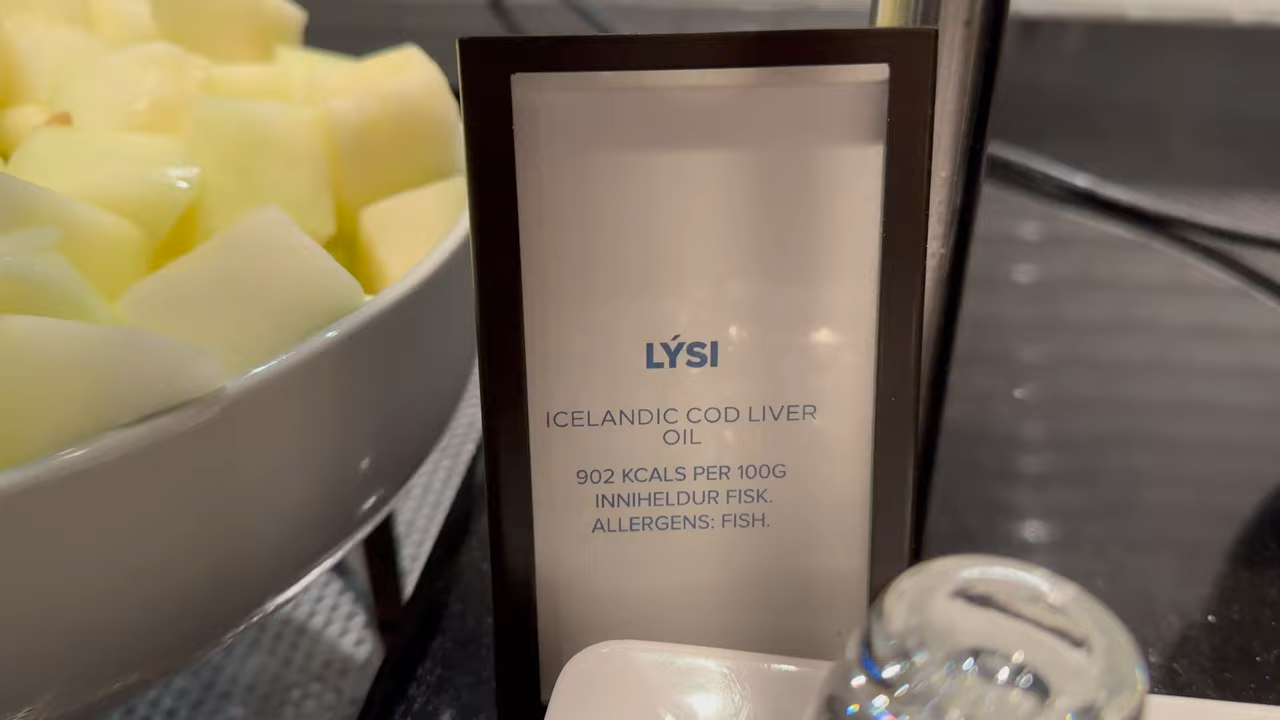 LÝSI
ICELANDIC COD LIVER
OIL
902 KCALS PER 100G
INNIHELDUR FISK.
ALLERGENS: FISH.